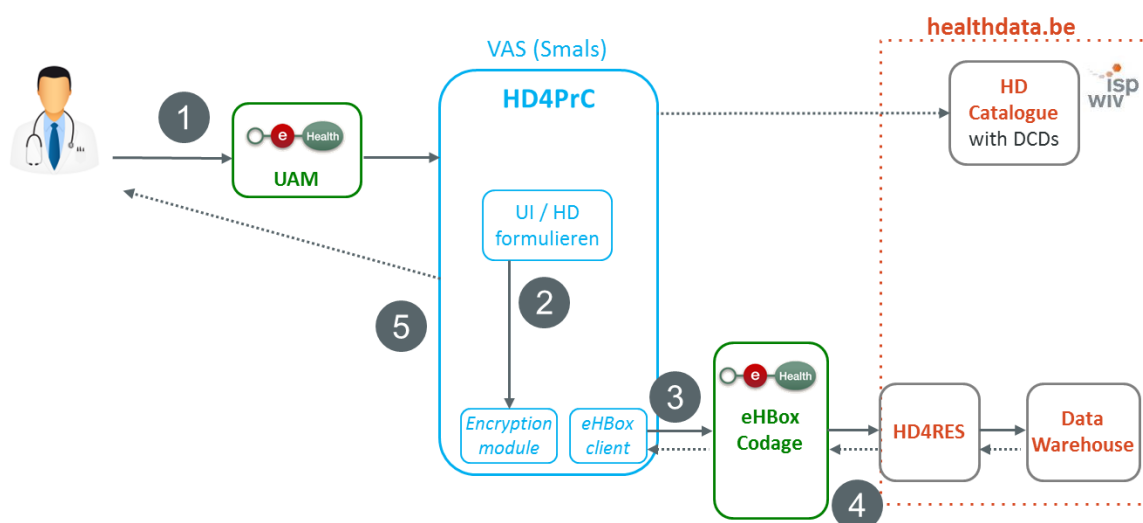 healthdata.be
VAS (Smals)
HD4PrC
HD
Catalogue
with DCDs
isp
wiv
1
e
Health
UAM
UI / HD
formulieren
2
5
3
e
Health
eHBox
Codage
Encryption
module
eHBox
client
HD4RES
Data
Warehouse
4